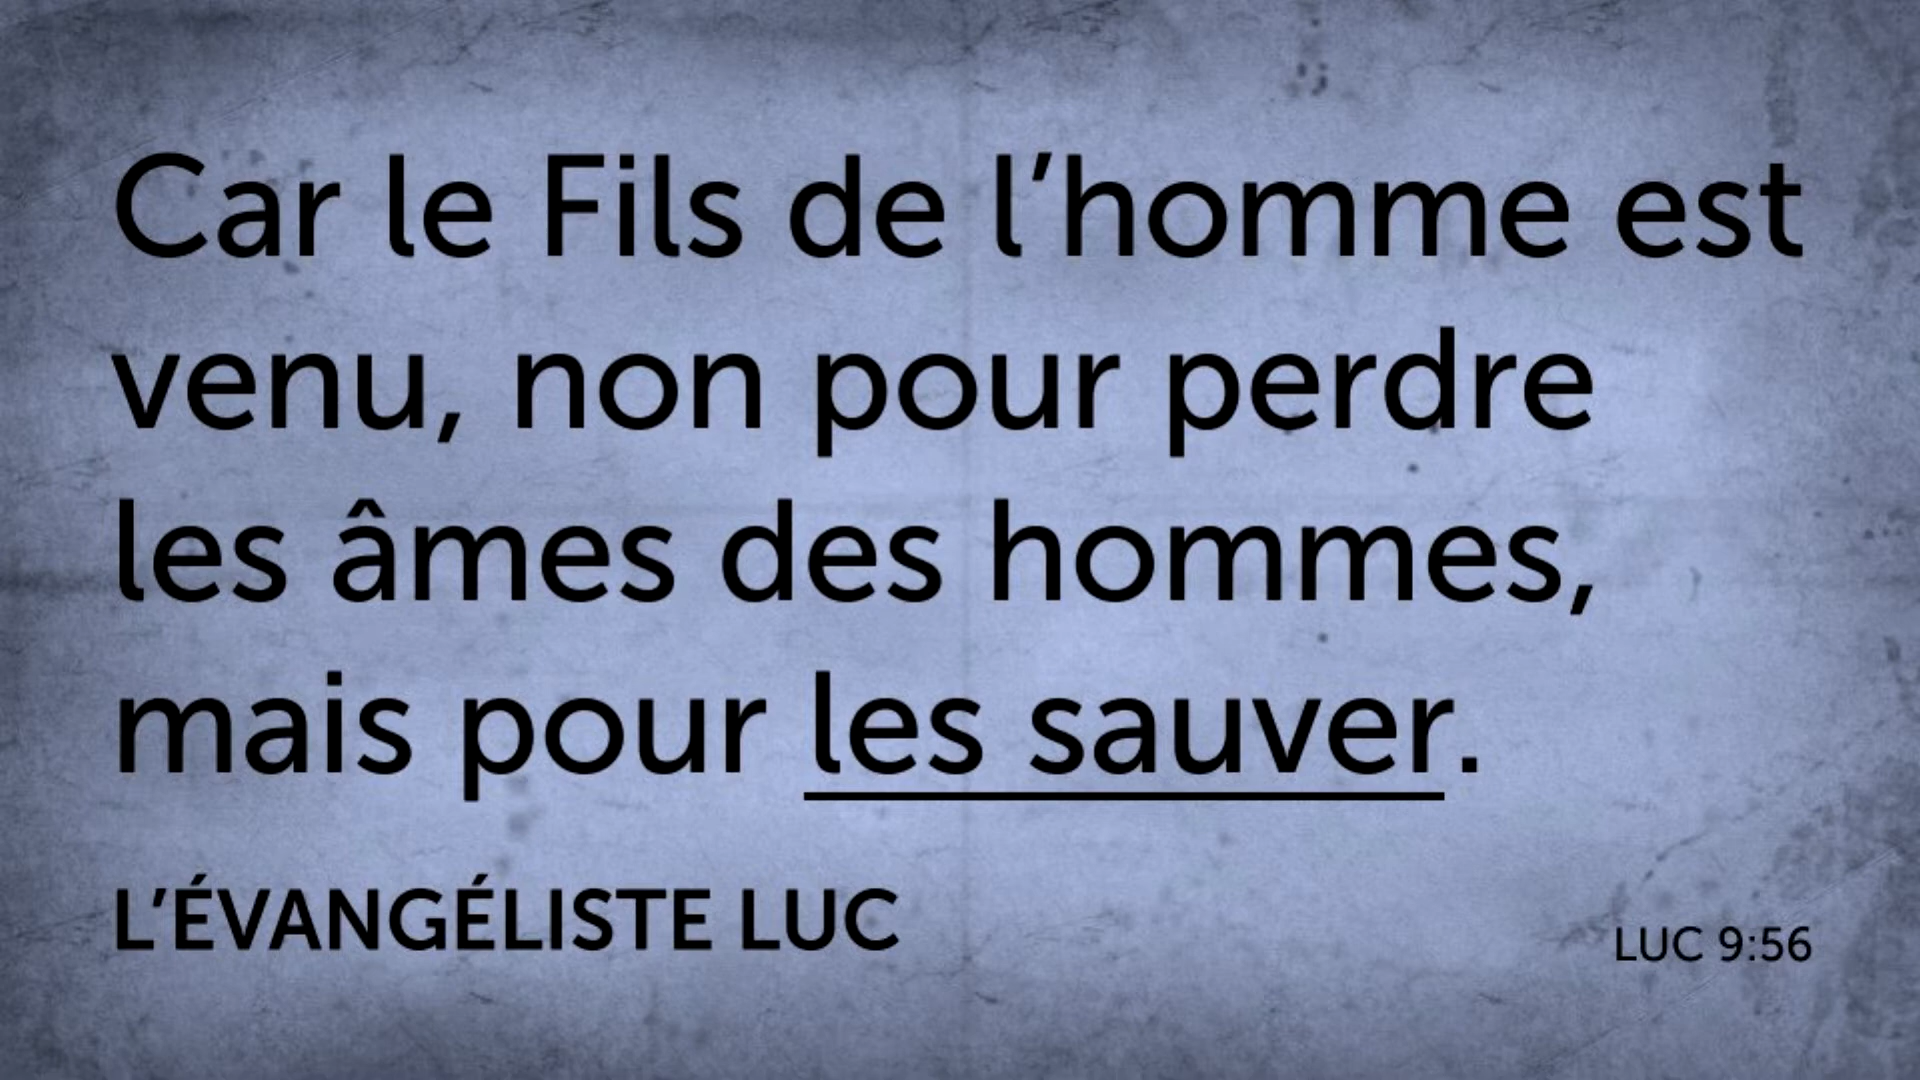 Car le Fils de l’homme est
venu, non pour perdre
les âmes des hommes,
mais pour les sauver.
L’ÉVANGÉLISTE LUC
LUC 9:56